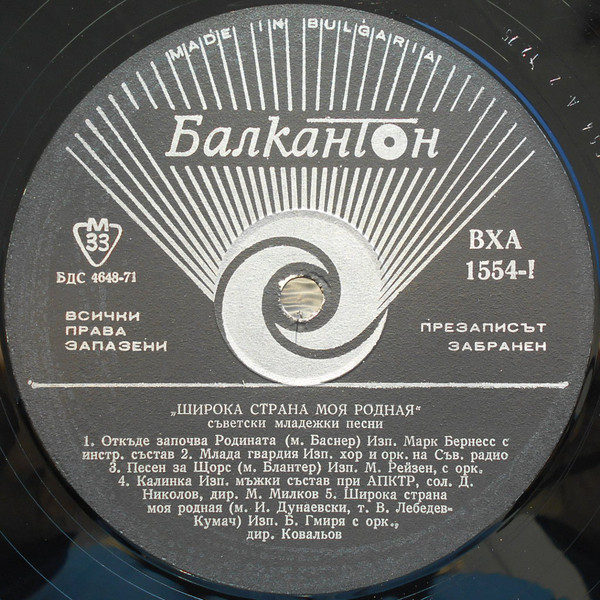 MADE IN BULGARIA
Балкантон
М
33
БДС 4648-71
ВХА
1554-I
ВСИЧКИ
ПРАВА
ЗАПАЗЕНИ
ПРЕЗАПИСЪТ
ЗАБРАНЕН
„ШИРОКА СТРАНА МОЯ РОДНАЯ"
съветски младежки песни
1. Откъде започва Родината (м. Баснер) Изп. Марк Бернесс с
инстр. състав 2. Млада гвардия Изп. хор и орк. на Съв. радио
3. Песен за Щорс (м. Блантер) Изп. М. Рейзен, с орк.
4. Калинка Изп. мъжки състав при АПКТР, сол. Д.
Николов, дир. М. Милков 5. Широка страна
моя родная (м. И. Дунаевски, т. В. Лебедев-
Кумач) Изп. Б. Гмиря с орк.,
дир. Ковальов